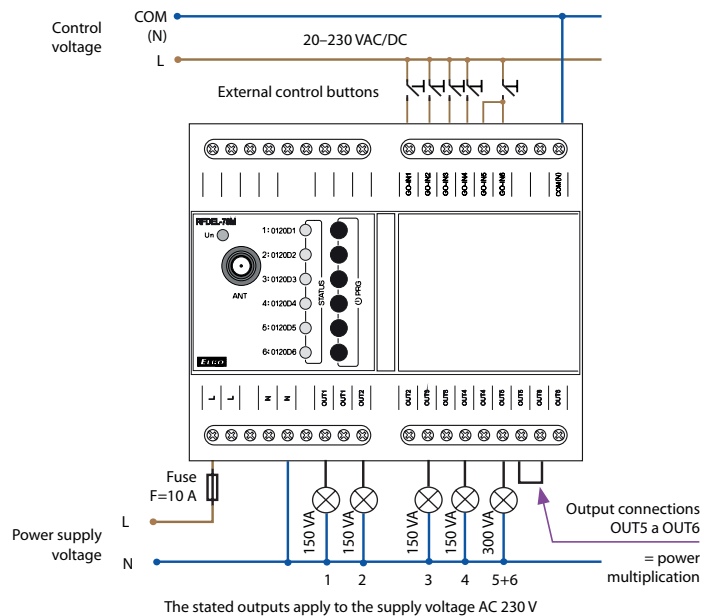 COM
(N)
Control
voltage
L
20–230 VAC/DC
External control buttons
GO-IN1
GO-IN2
GO-IN3
GO-IN4
GO-IN5
GO-IN6
COM(N)
RFDEL-76M
Un
ANT
1: 0120D1
2: 0120D2
3: 0120D3
4: 0120D4
5: 0120D5
6: 0120D6
STATUS
PRG
ELKO
L
L
N
N
OUT1
OUT1
OUT2
OUT2
OUT3
OUT3
OUT4
OUT4
OUT5
OUT5
OUT6
OUT6
Fuse
F=10 A
150 VA
150 VA
150 VA
150 VA
300 VA
Output connections
OUT5 a OUT6
= power
multiplication
L
Power supply
voltage
N
1
2
3
4
5+6
The stated outputs apply to the supply voltage AC 230 V